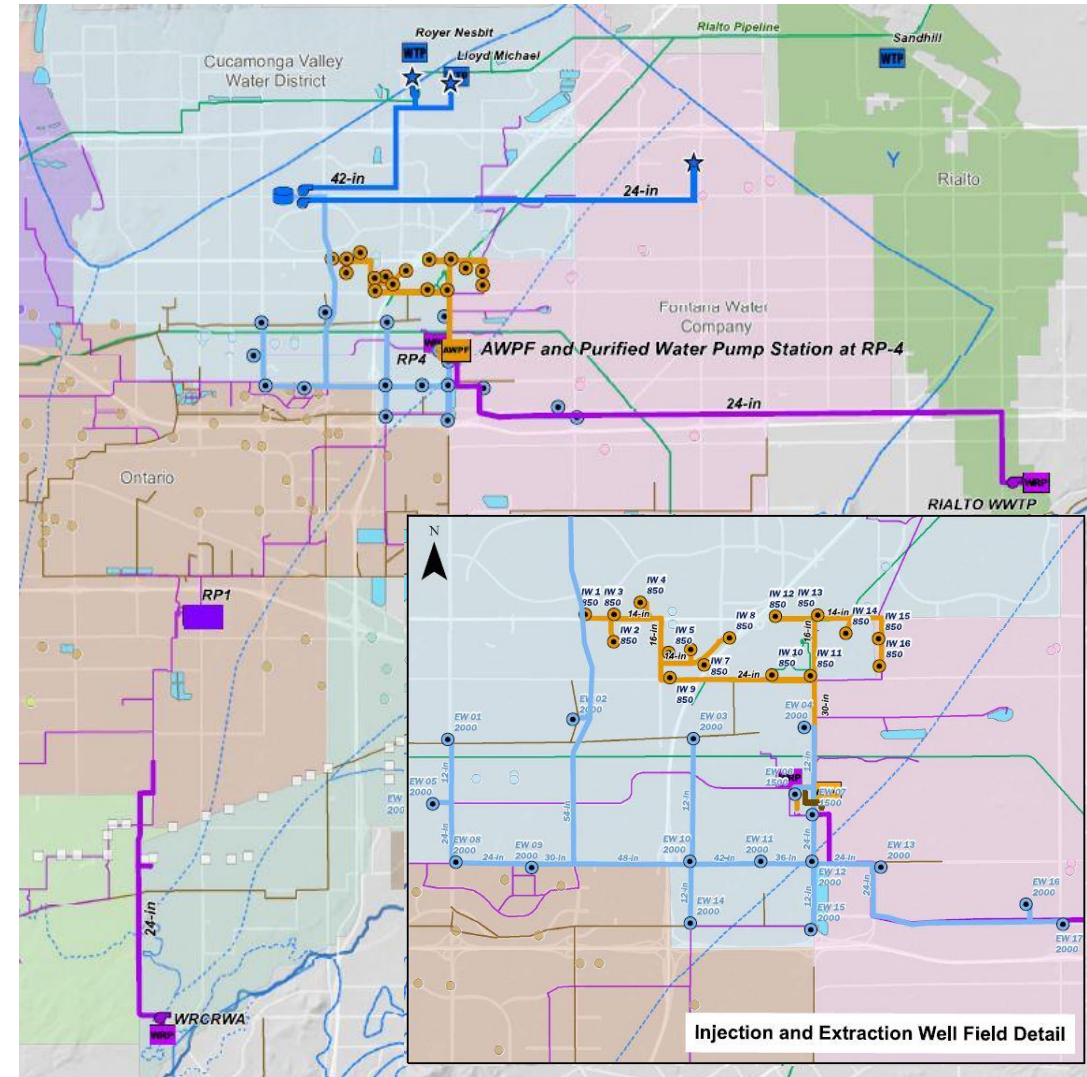 Royer Nesbit
WTP
Lloyd Michael
Rialto Pipeline
Sandhill
WTP
Cucamonga Valley
Water District
Y
Rialto
42-in
24-in
Fontana Water
Company
RP4
AWPF
AWPF and Purified Water Pump Station at RP-4
24-in
Ontario
WRP
RIALTO WWTP
RP1
24-in
WRCRWA
WRP
N
IW 4
850
IW 1
850
IW 3
850
14-in
IW 2
850
16-in
IW 5
850
14-in
IW 7
850
IW 8
850
IW 9
850
24-in
IW 12
850
IW 13
850
14-in
IW 14
850
IW 15
850
IW 16
850
16-in
IW 10
850
IW 11
850
30-in
EW 01
2000
EW 02
2000
EW 03
2000
EW 04
2000
12-in
12-in
12-in
EW 05
2000
54-in
EW 06
1500
EW 07
1500
24-in
24-in
EW 08
2000
24-in
EW 09
2000
30-in
48-in
EW 10
2000
42-in
EW 11
2000
36-in
EW 12
2000
24-in
EW 13
2000
24-in
12-in
EW 14
2000
12-in
EW 15
2000
EW 16
2000
EW 17
2000
Injection and Extraction Well Field Detail